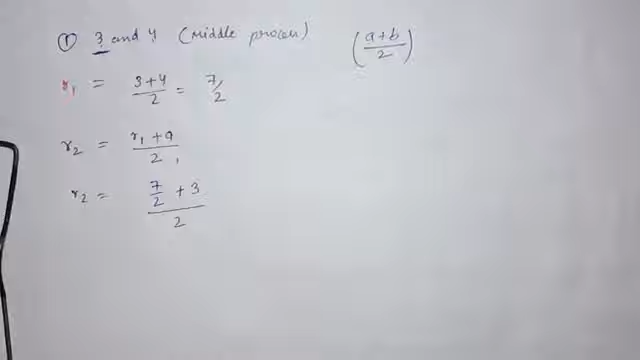 ① 3 and 4 (Middle process) (a+b/2)
r₁ = 3+4/2 = 7/2
r₂ = r₁+a/2
r₂ = 7/2 + 3/2